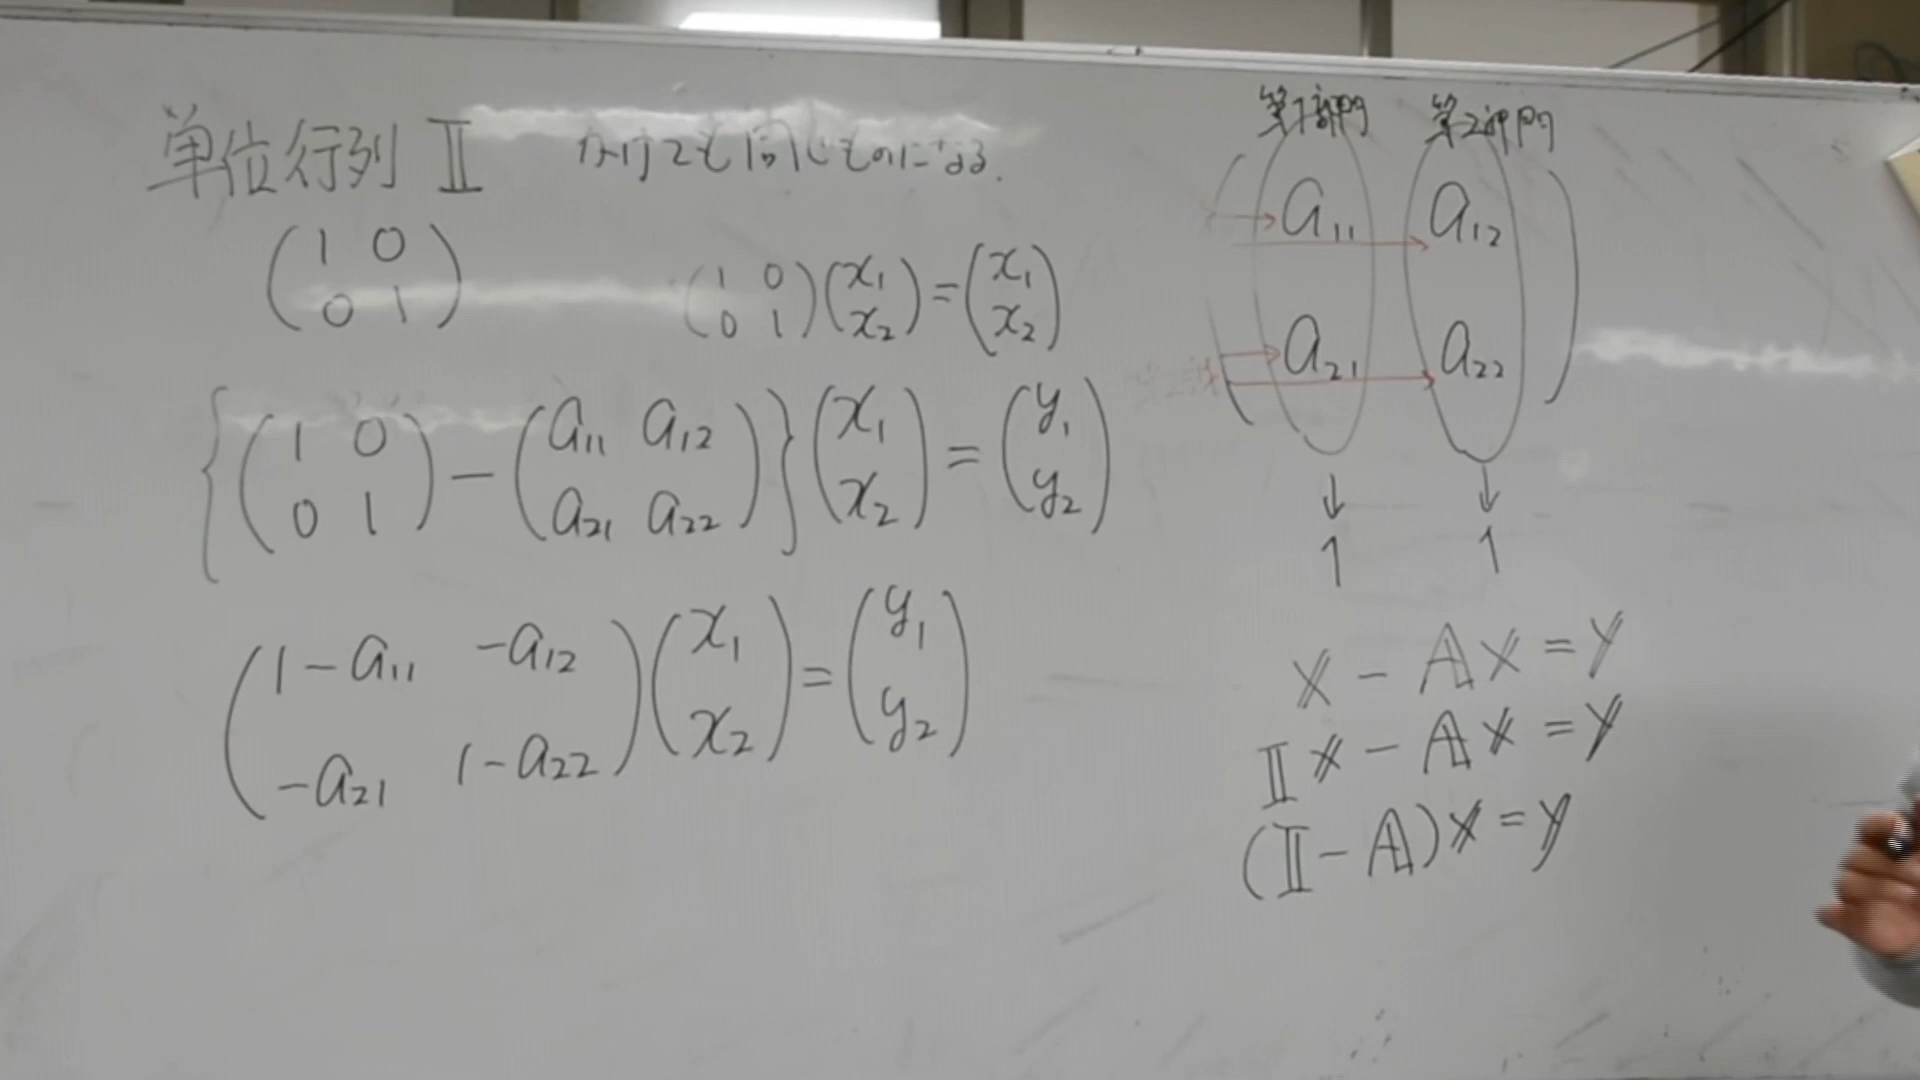 単位行列 𝕀 かけても同じものになる.
(1 0
0 1)
(1 0
0 1)(x₁
x₂)=(x₁
x₂)
{(1 0
0 1)-(a₁₁ a₁₂
a₂₁ a₂₂)}(x₁
x₂)=(y₁
y₂)
(1-a₁₁ -a₁₂
-a₂₁ 1-a₂₂)(x₁
x₂)=(y₁
y₂)
第1部門 第2部門
(a₁₁ a₁₂
a₂₁ a₂₂)
↓ ↓
1 1
𝕏-𝔸𝕏=𝕐
𝕀𝕏-𝔸𝕏=𝕐
(𝕀-𝔸)𝕏=𝕐